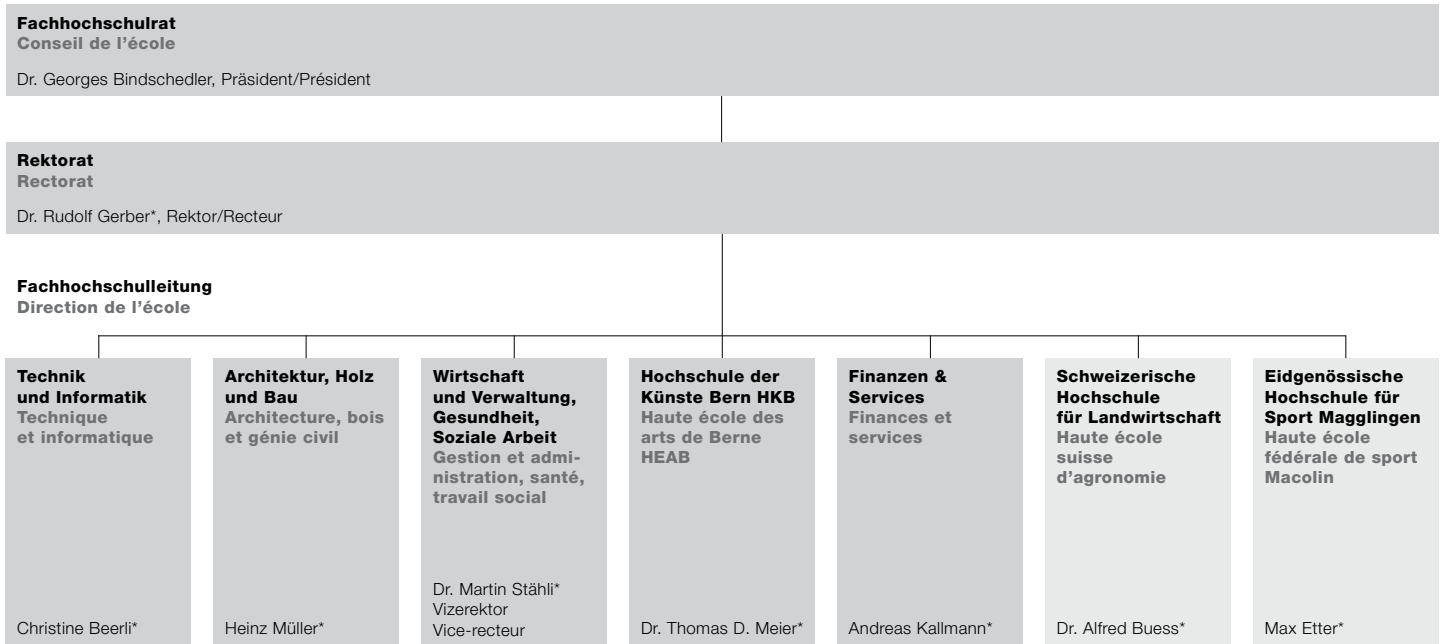 Fachhochschulrat
Conseil de l'école
Dr. Georges Bindschedler, Präsident/Président
Rektorat
Rectorat
Dr. Rudolf Gerber*, Rektor/Recteur
Fachhochschulleitung
Direction de l'école
Technik
und Informatik
Technique
et informatique
Christine Beerli*
Architektur, Holz
und Bau
Architecture, bois
et génie civil
Heinz Müller*
Wirtschaft
und Verwaltung,
Gesundheit,
Soziale Arbeit
Gestion et admi-
nistration, santé,
travail social
Dr. Martin Stähli*
Vizerektor
Vice-recteur
Hochschule der
Künste Bern HKB
Haute école des
arts de Berne
HEAB
Dr. Thomas D. Meier*
Finanzen &
Services
Finances et
services
Andreas Kallmann*
Schweizerische
Hochschule
für Landwirtschaft
Haute école
suisse
d'agronomie
Dr. Alfred Buess*
Eidgenössische
Hochschule für
Sport Magglingen
Haute école
fédérale de sport
Macolin
Max Etter*